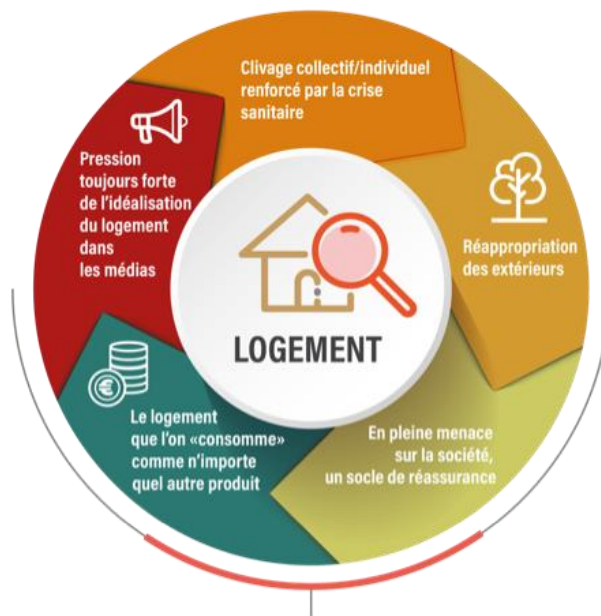 Clivage collectif/individuel
renforcé par la crise
sanitaire
Réappropriation
des extérieurs
En pleine menace
sur la société,
un socle de réassurance
Le logement
que l'on «consomme»
comme n'importe
quel autre produit
Pression
toujours forte
de l'idéalisation
du logement
dans
les médias
LOGEMENT
€